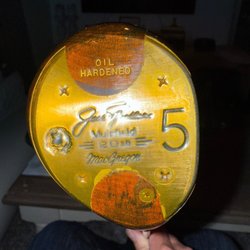 OIL
HARDENED
Jack Nicklaus
Muirfield
20th
5
MacGregor